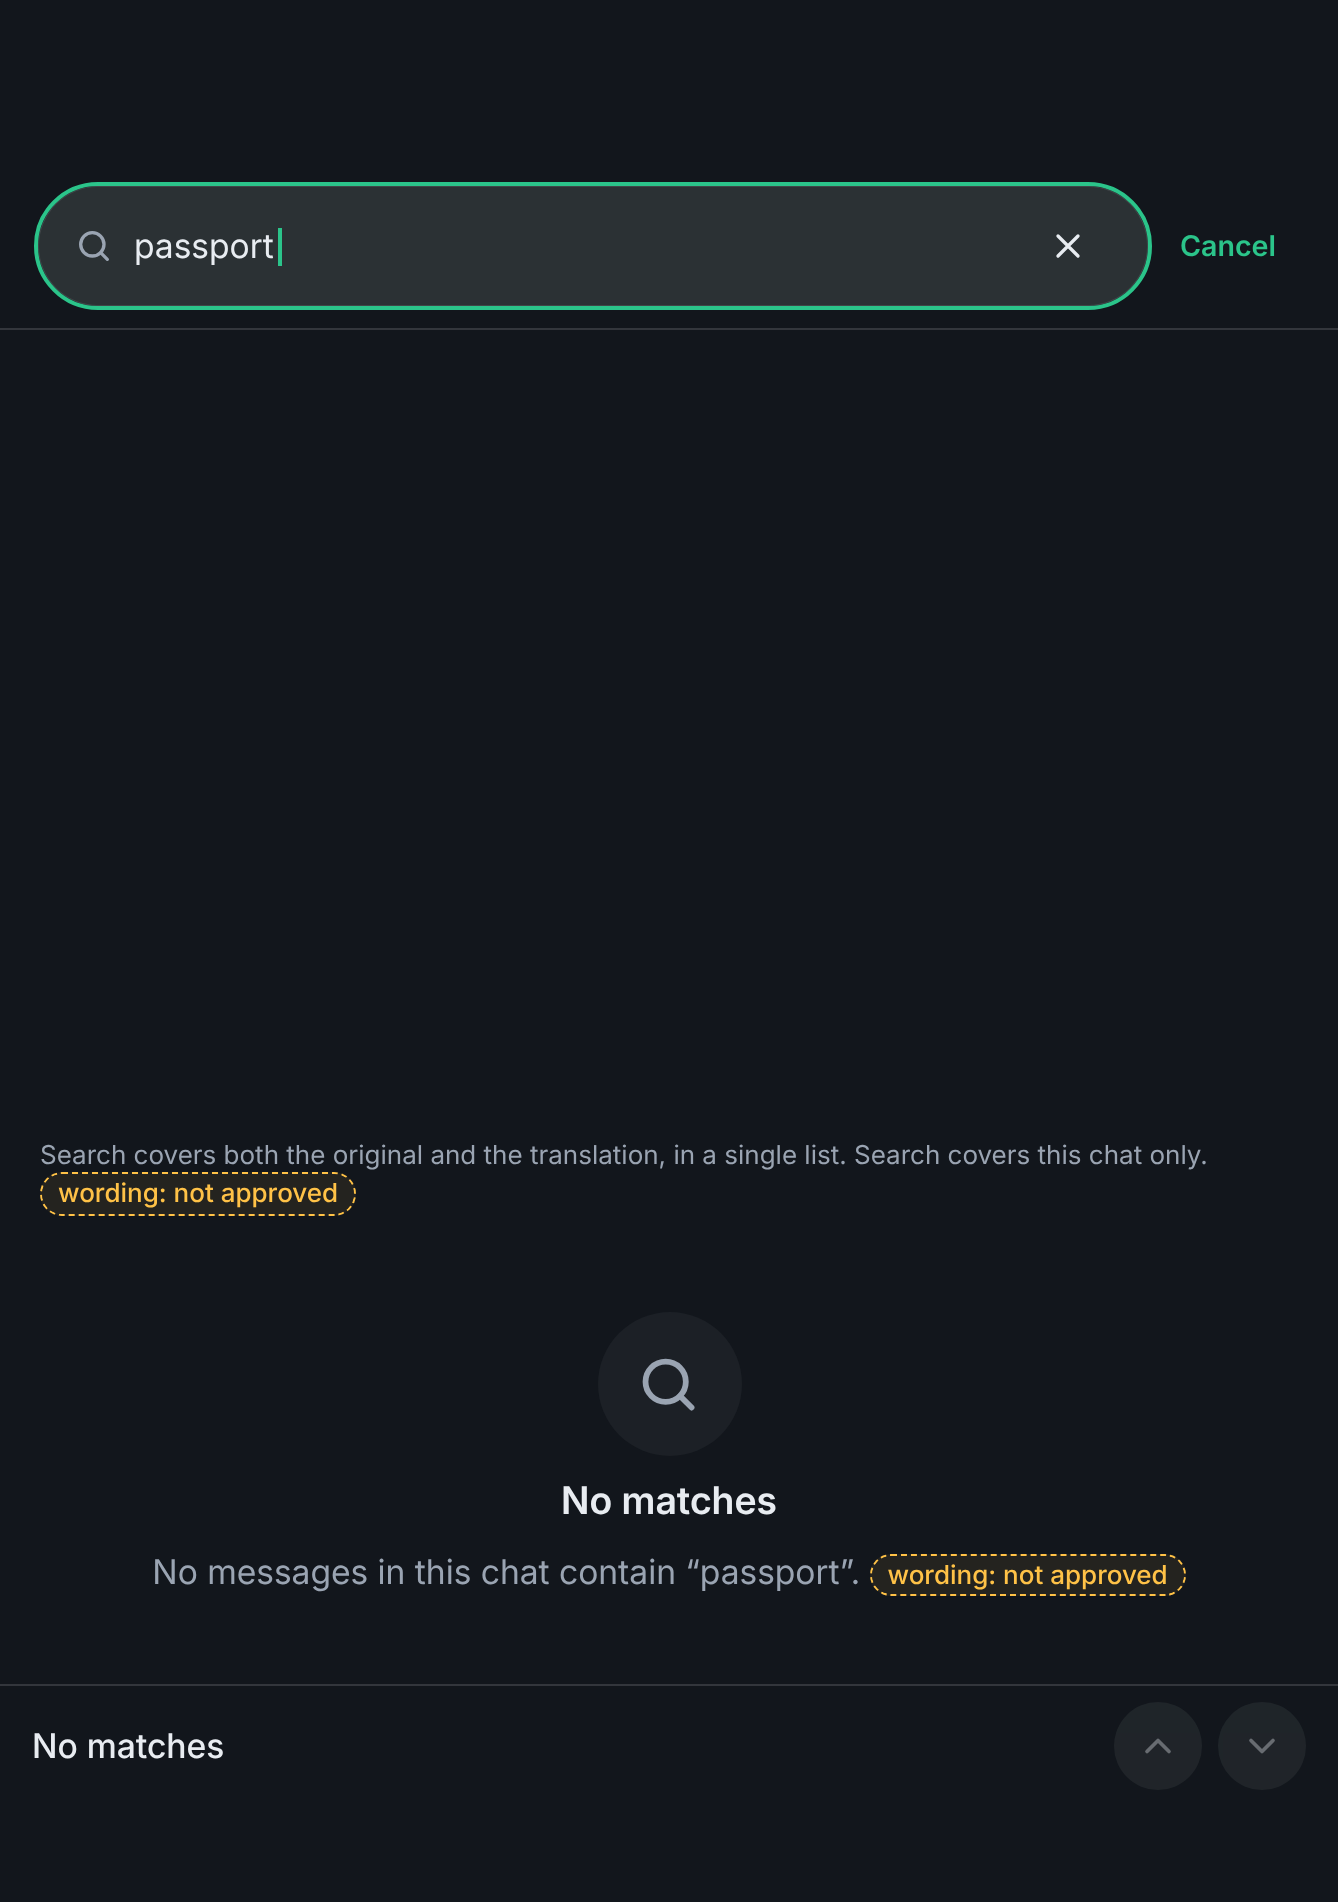 passport
Cancel
Search covers both the original and the translation, in a single list. Search covers this chat only.
wording: not approved
No matches
No messages in this chat contain “passport”. wording: not approved
No matches